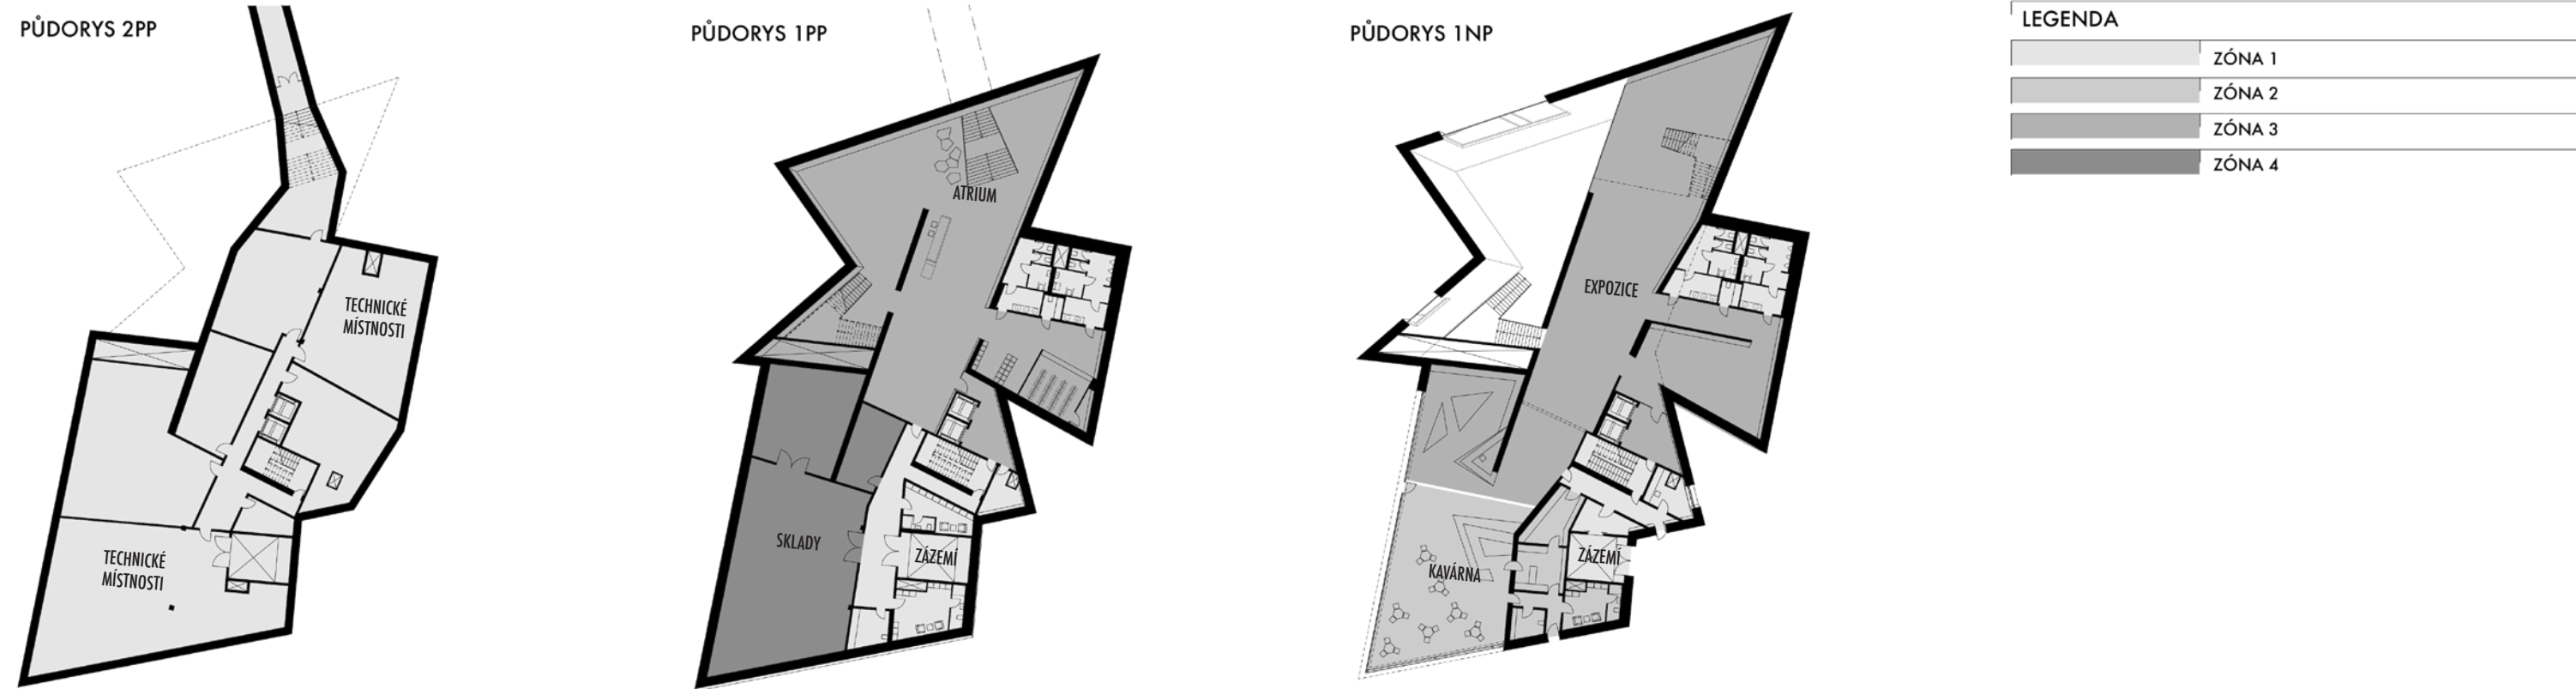 PŮDORYS 2PP
TECHNICKÉ
MÍSTNOSTI
TECHNICKÉ
MÍSTNOSTI
PŮDORYS 1PP
ATRIUM
SKLADY
ZÁZEMÍ
PŮDORYS 1NP
EXPOZICE
KAVÁRNA
ZÁZEMÍ
LEGENDA
ZÓNA 1
ZÓNA 2
ZÓNA 3
ZÓNA 4